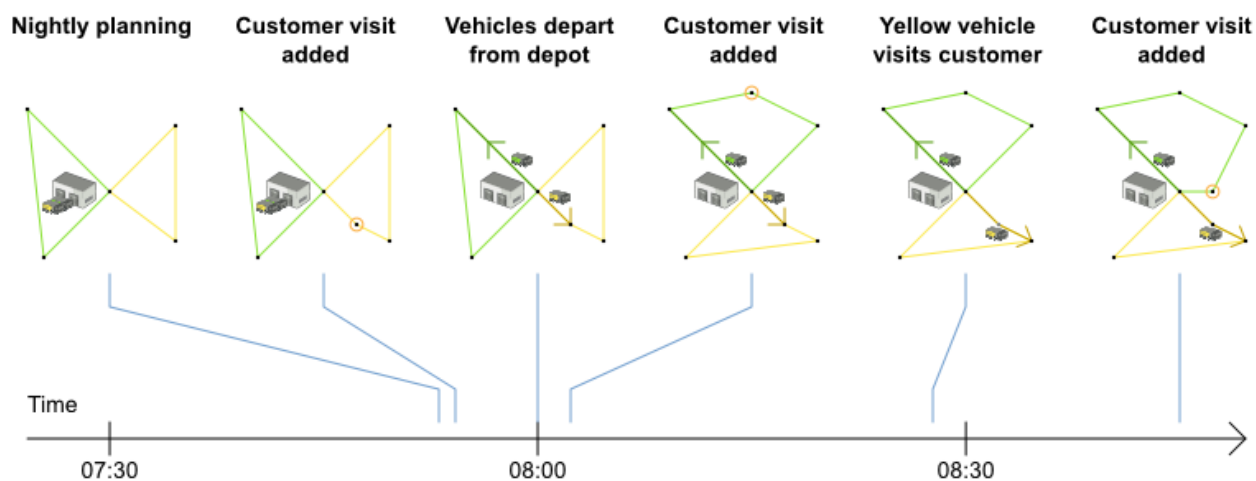 Nightly planning
Customer visit
added
Vehicles depart
from depot
Customer visit
added
Yellow vehicle
visits customer
Customer visit
added
Time
07:30
08:00
08:30